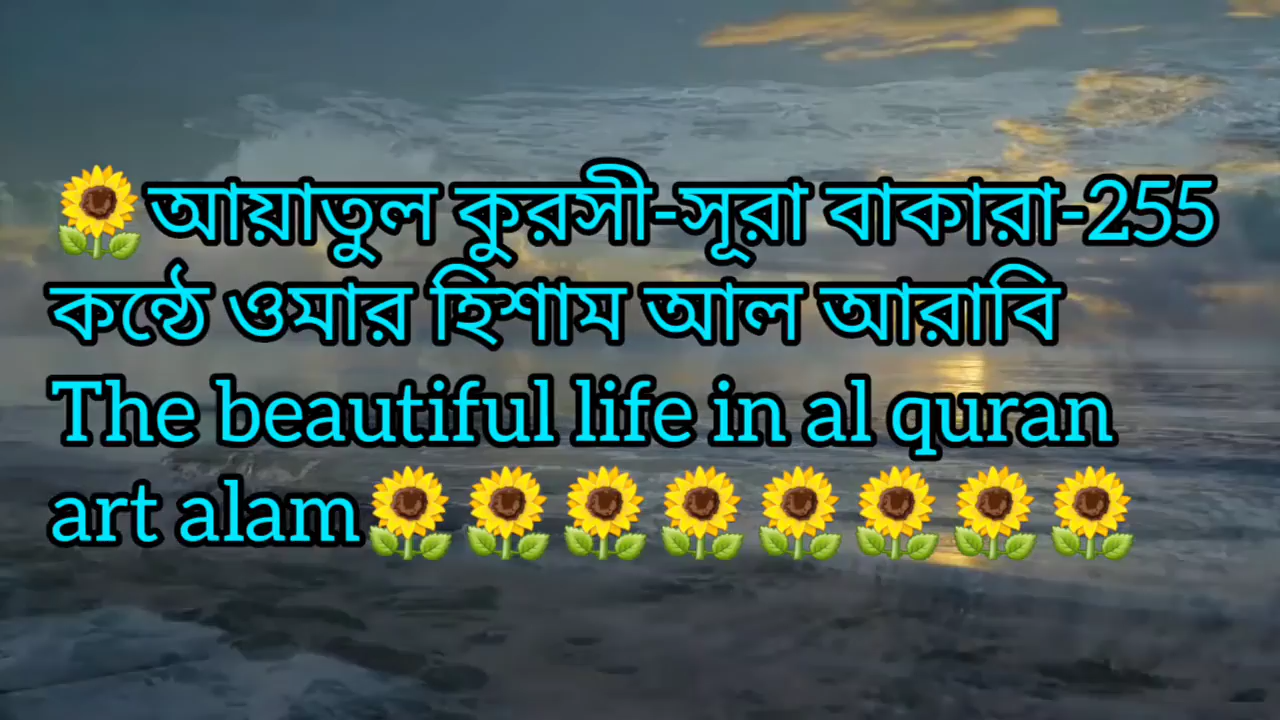 🌻আয়াতুল কুরসী-সূরা বাকারা-255
কন্ঠে ওমার হিশাম আল আরাবি
The beautiful life in al quran
art alam🌻🌻🌻🌻🌻🌻🌻🌻